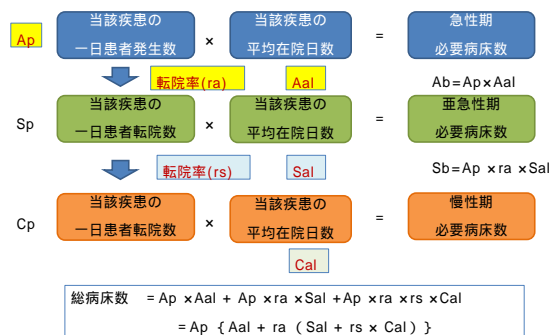 当該疾患の 当該疾患の 急性期
Ap 一日患者発生数 × 平均在院日数 = 必要病床数
転院率(ra) Aal Ab=Ap×Aal
当該疾患の 当該疾患の 亜急性期
Sp 一日患者転院数 × 平均在院日数 = 必要病床数
転院率(rs) Sal Sb=Ap ×ra ×Sal
当該疾患の 当該疾患の 慢性期
Cp 一日患者転院数 × 平均在院日数 = 必要病床数
Cal
総病床数 =Ap ×Aal + Ap ×ra ×Sal +Ap ×ra ×rs ×Cal
=Ap {Aal + ra (Sal + rs × Cal) }